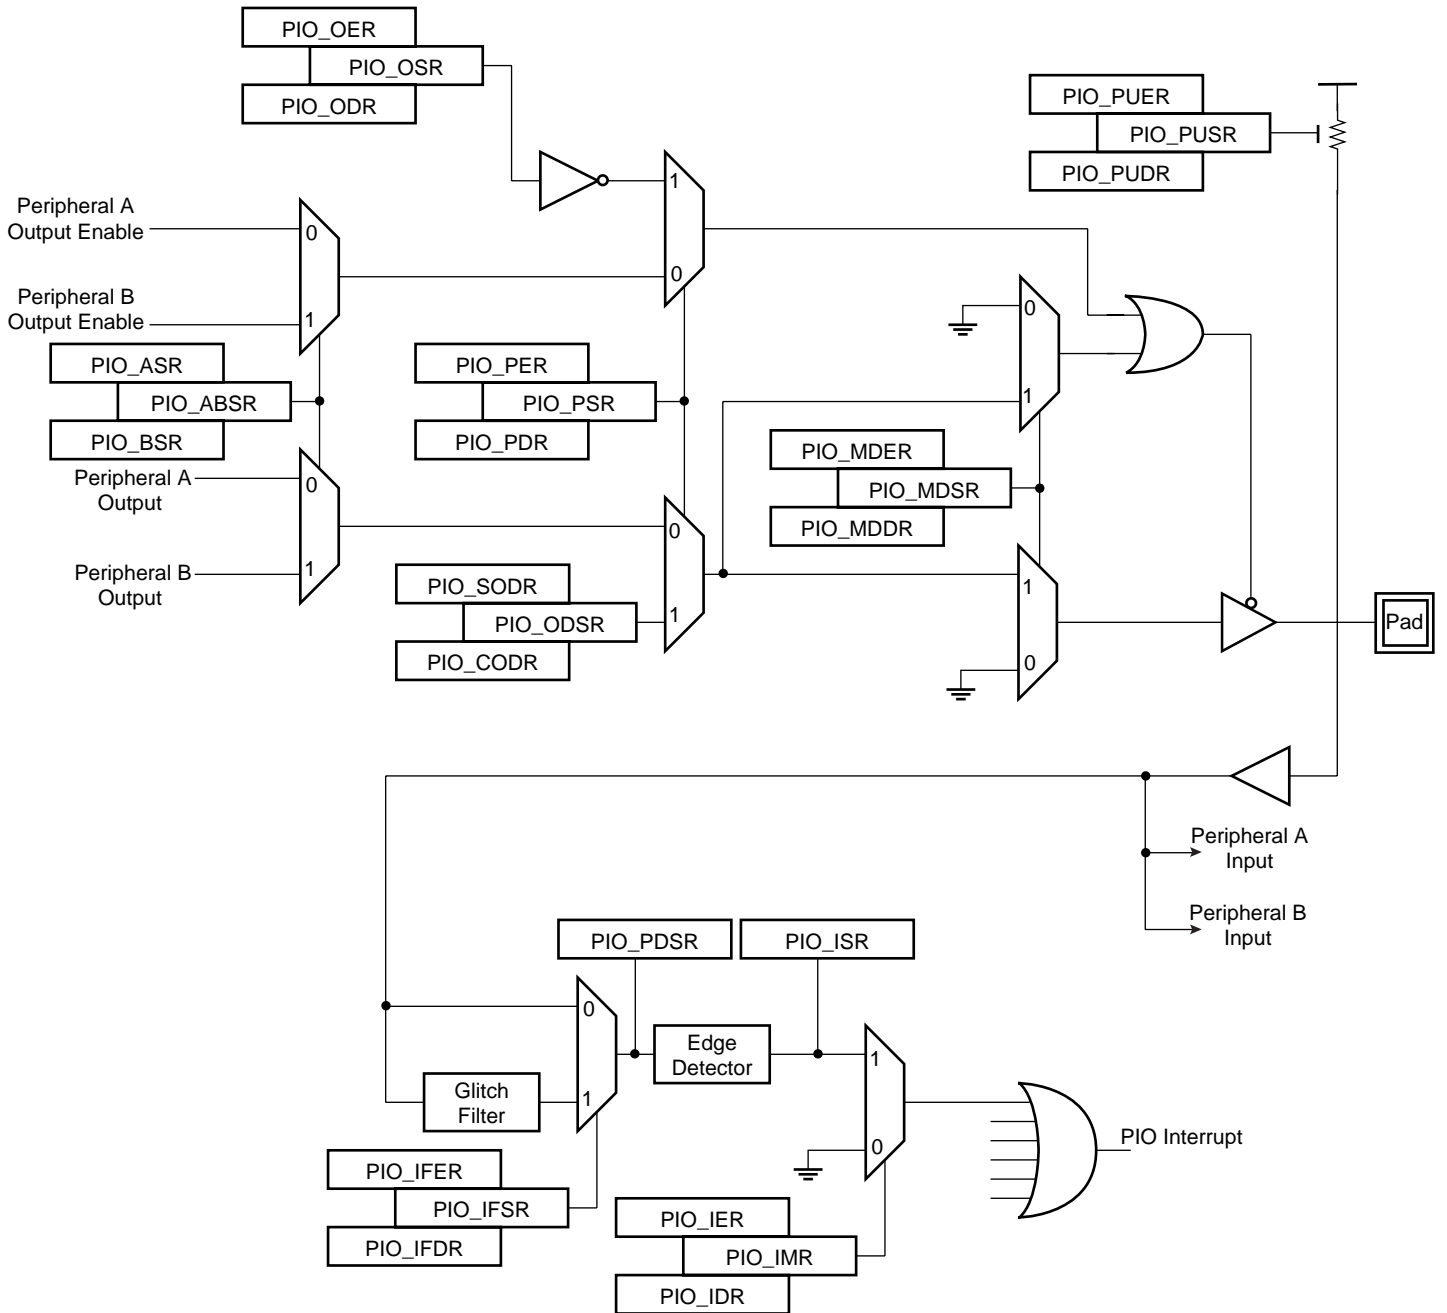 PIO_OER
PIO_OSR
PIO_ODR
PIO_PUER
PIO_PUSR
PIO_PUDR
1
0
Peripheral A
Output Enable
0
Peripheral B
Output Enable
1
PIO_ASR
PIO_ABSR
PIO_BSR
PIO_PER
PIO_PSR
PIO_PDR
0
1
PIO_MDER
PIO_MDSR
PIO_MDDR
Peripheral A
Output
0
Peripheral B
Output
1
0
1
PIO_SODR
PIO_ODSR
PIO_CODR
1
0
Pad
Peripheral A
Input
Peripheral B
Input
PIO_PDSR
PIO_ISR
0
1
Glitch
Filter
Edge
Detector
1
0
PIO Interrupt
PIO_IFER
PIO_IFSR
PIO_IFDR
PIO_IER
PIO_IMR
PIO_IDR